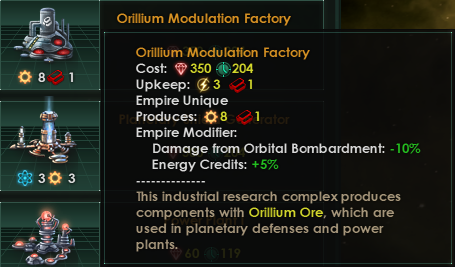 Orillium Modulation Factory
8 1
3 3
Orillium Modulation Factory
Cost: 350 204
Upkeep: 3 1
Empire Unique
Produces: 8 1
Empire Modifier:
Damage from Orbital Bombardment: -10%
Energy Credits: +5%
--------------
This industrial research complex produces
components with Orillium Ore, which are
used in planetary defenses and power
plants.
60 119